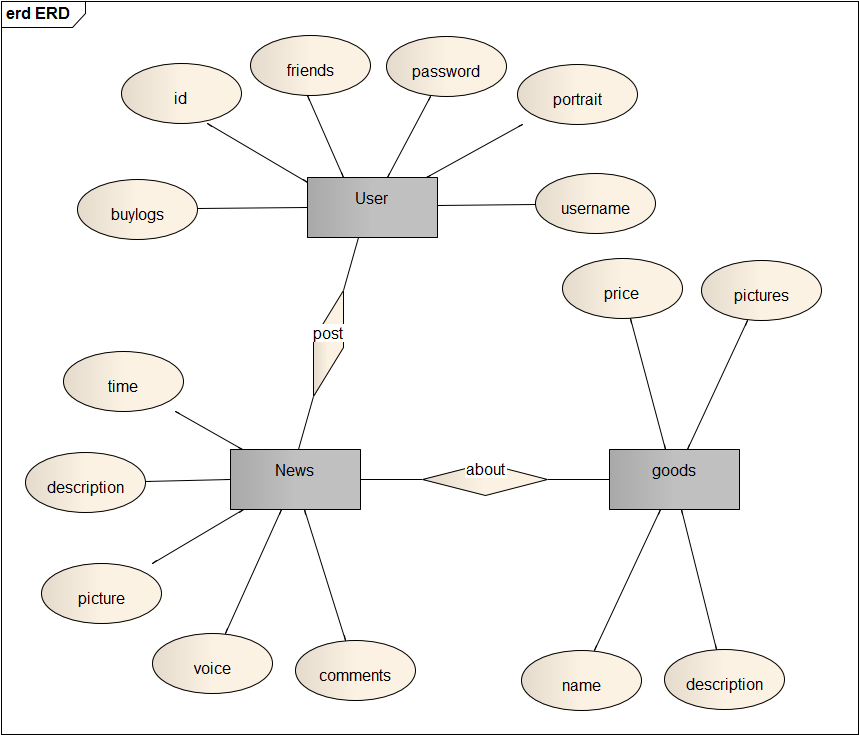 erd ERD
friends
password
id
portrait
User
username
buylogs
price
pictures
post
time
News
about
goods
description
picture
voice
comments
name
description